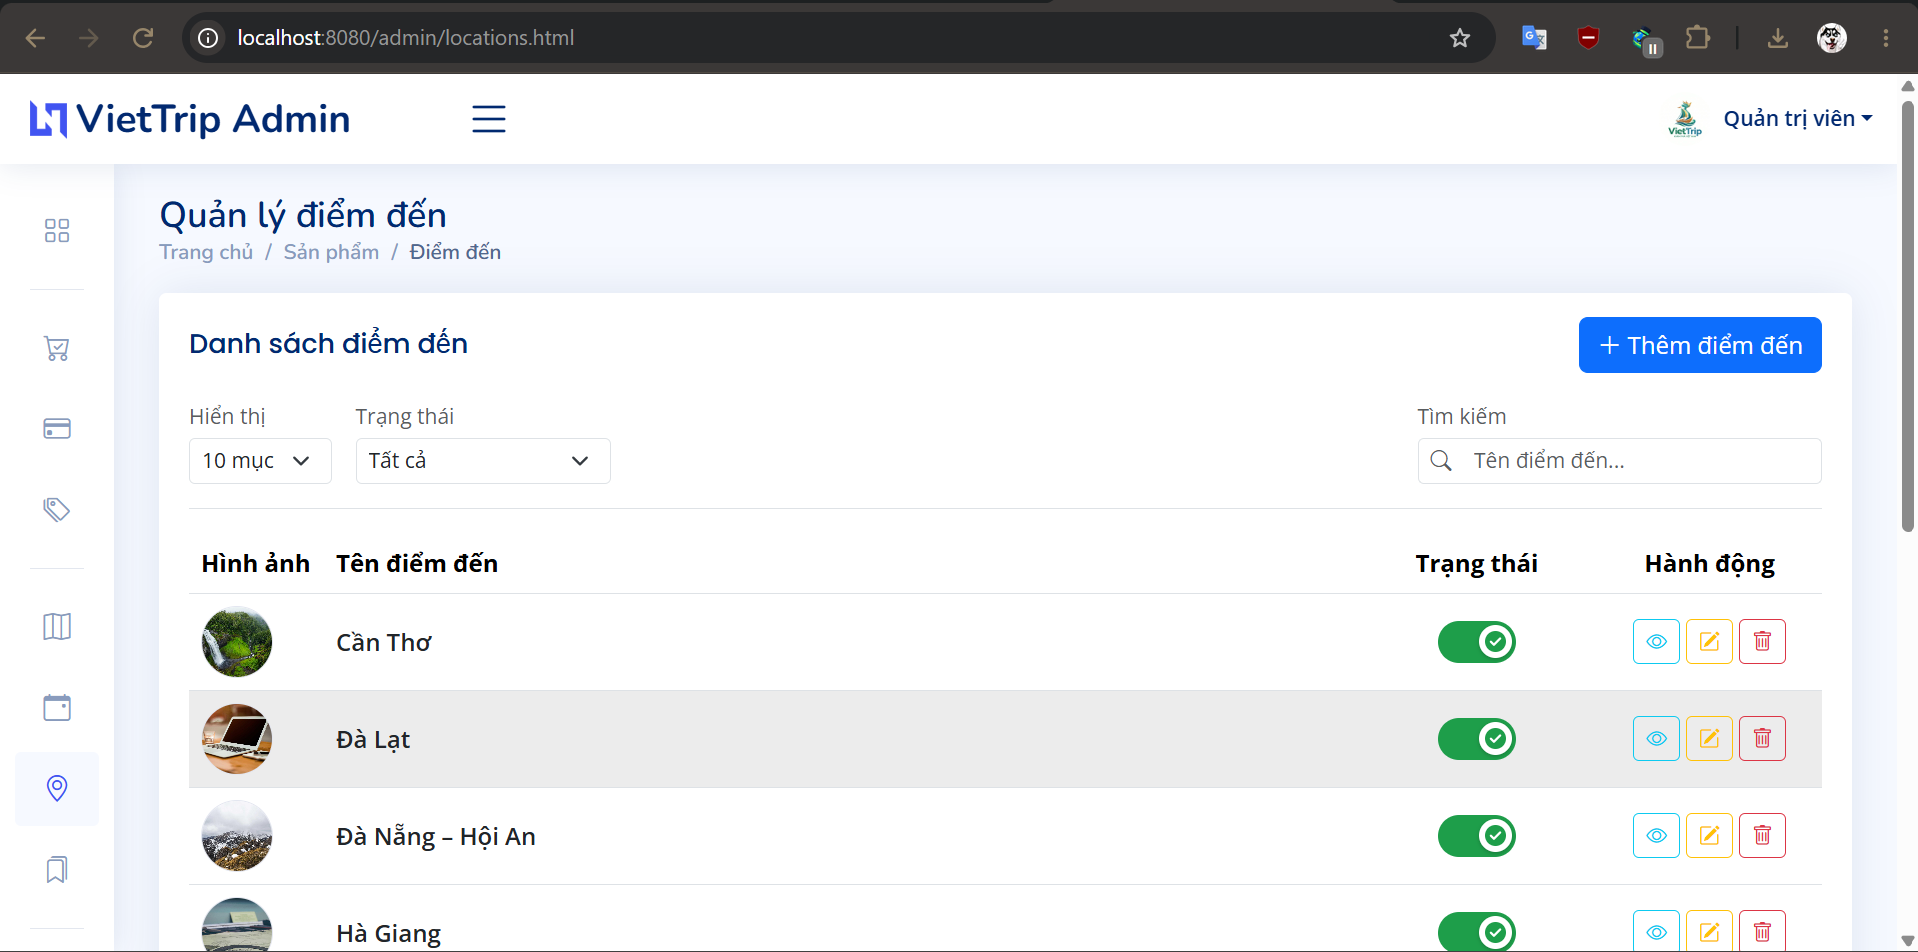 localhost:8080/admin/locations.html
VietTrip Admin
VietTrip
Quản trị viên
Quản lý điểm đến
Trang chủ / Sản phẩm / Điểm đến
Danh sách điểm đến
+ Thêm điểm đến
Hiển thị Trạng thái Tìm kiếm
10 mục Tất cả Tên điểm đến...
Hình ảnh Tên điểm đến Trạng thái Hành động
Cần Thơ
Đà Lạt
Đà Nẵng – Hội An
Hà Giang